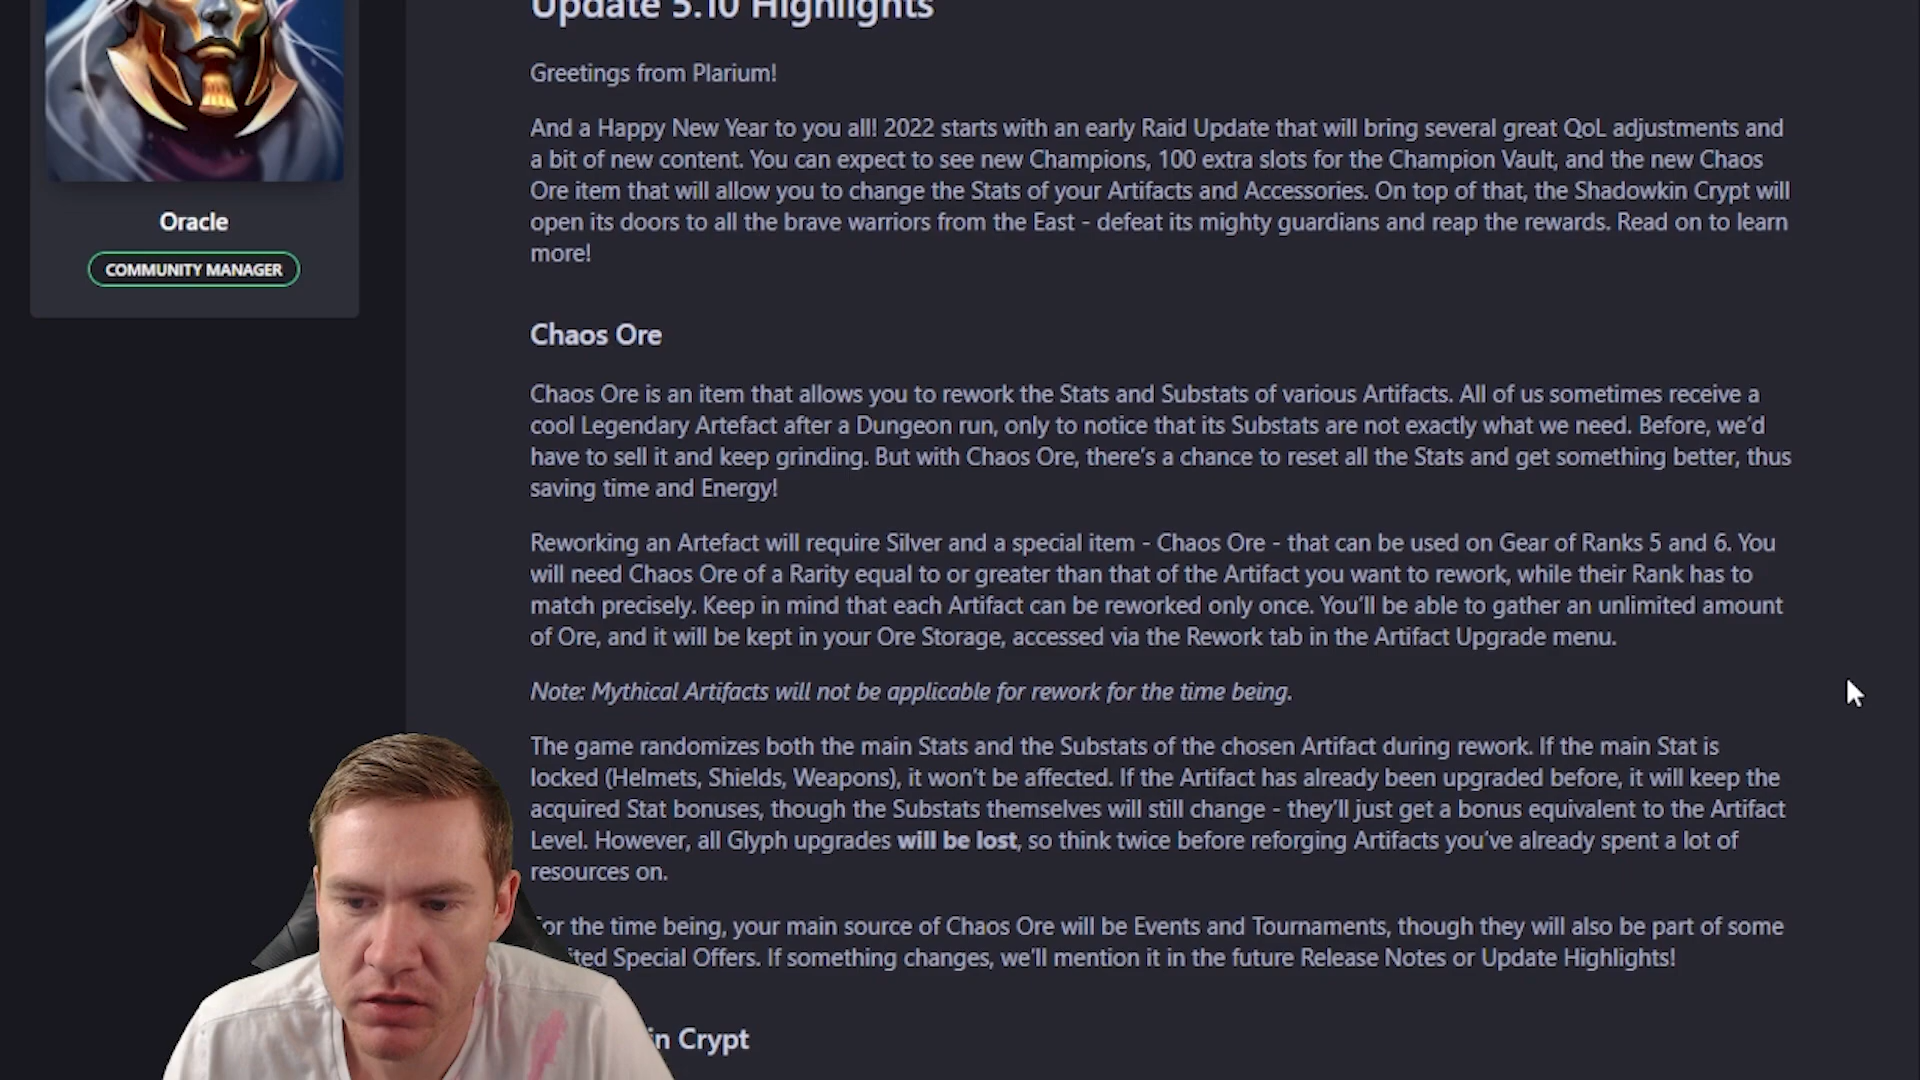 Update 5.10 Highlights
Greetings from Plarium!
And a Happy New Year to you all! 2022 starts with an early Raid Update that will bring several great QoL adjustments and
a bit of new content. You can expect to see new Champions, 100 extra slots for the Champion Vault, and the new Chaos
Ore item that will allow you to change the Stats of your Artifacts and Accessories. On top of that, the Shadowkin Crypt will
open its doors to all the brave warriors from the East - defeat its mighty guardians and reap the rewards. Read on to learn
more!
Oracle
COMMUNITY MANAGER
Chaos Ore
Chaos Ore is an item that allows you to rework the Stats and Substats of various Artifacts. All of us sometimes receive a
cool Legendary Artefact after a Dungeon run, only to notice that its Substats are not exactly what we need. Before, we'd
have to sell it and keep grinding. But with Chaos Ore, there's a chance to reset all the Stats and get something better, thus
saving time and Energy!
Reworking an Artefact will require Silver and a special item - Chaos Ore - that can be used on Gear of Ranks 5 and 6. You
will need Chaos Ore of a Rarity equal to or greater than that of the Artifact you want to rework, while their Rank has to
match precisely. Keep in mind that each Artifact can be reworked only once. You'll be able to gather an unlimited amount
of Ore, and it will be kept in your Ore Storage, accessed via the Rework tab in the Artifact Upgrade menu.
Note: Mythical Artifacts will not be applicable for rework for the time being.
The game randomizes both the main Stats and the Substats of the chosen Artifact during rework. If the main Stat is
locked (Helmets, Shields, Weapons), it won't be affected. If the Artifact has already been upgraded before, it will keep the
acquired Stat bonuses, though the Substats themselves will still change - they'll just get a bonus equivalent to the Artifact
Level. However, all Glyph upgrades will be lost, so think twice before reforging Artifacts you've already spent a lot of
resources on.
or the time being, your main source of Chaos Ore will be Events and Tournaments, though they will also be part of some
ted Special Offers. If something changes, we'll mention it in the future Release Notes or Update Highlights!
in Crypt